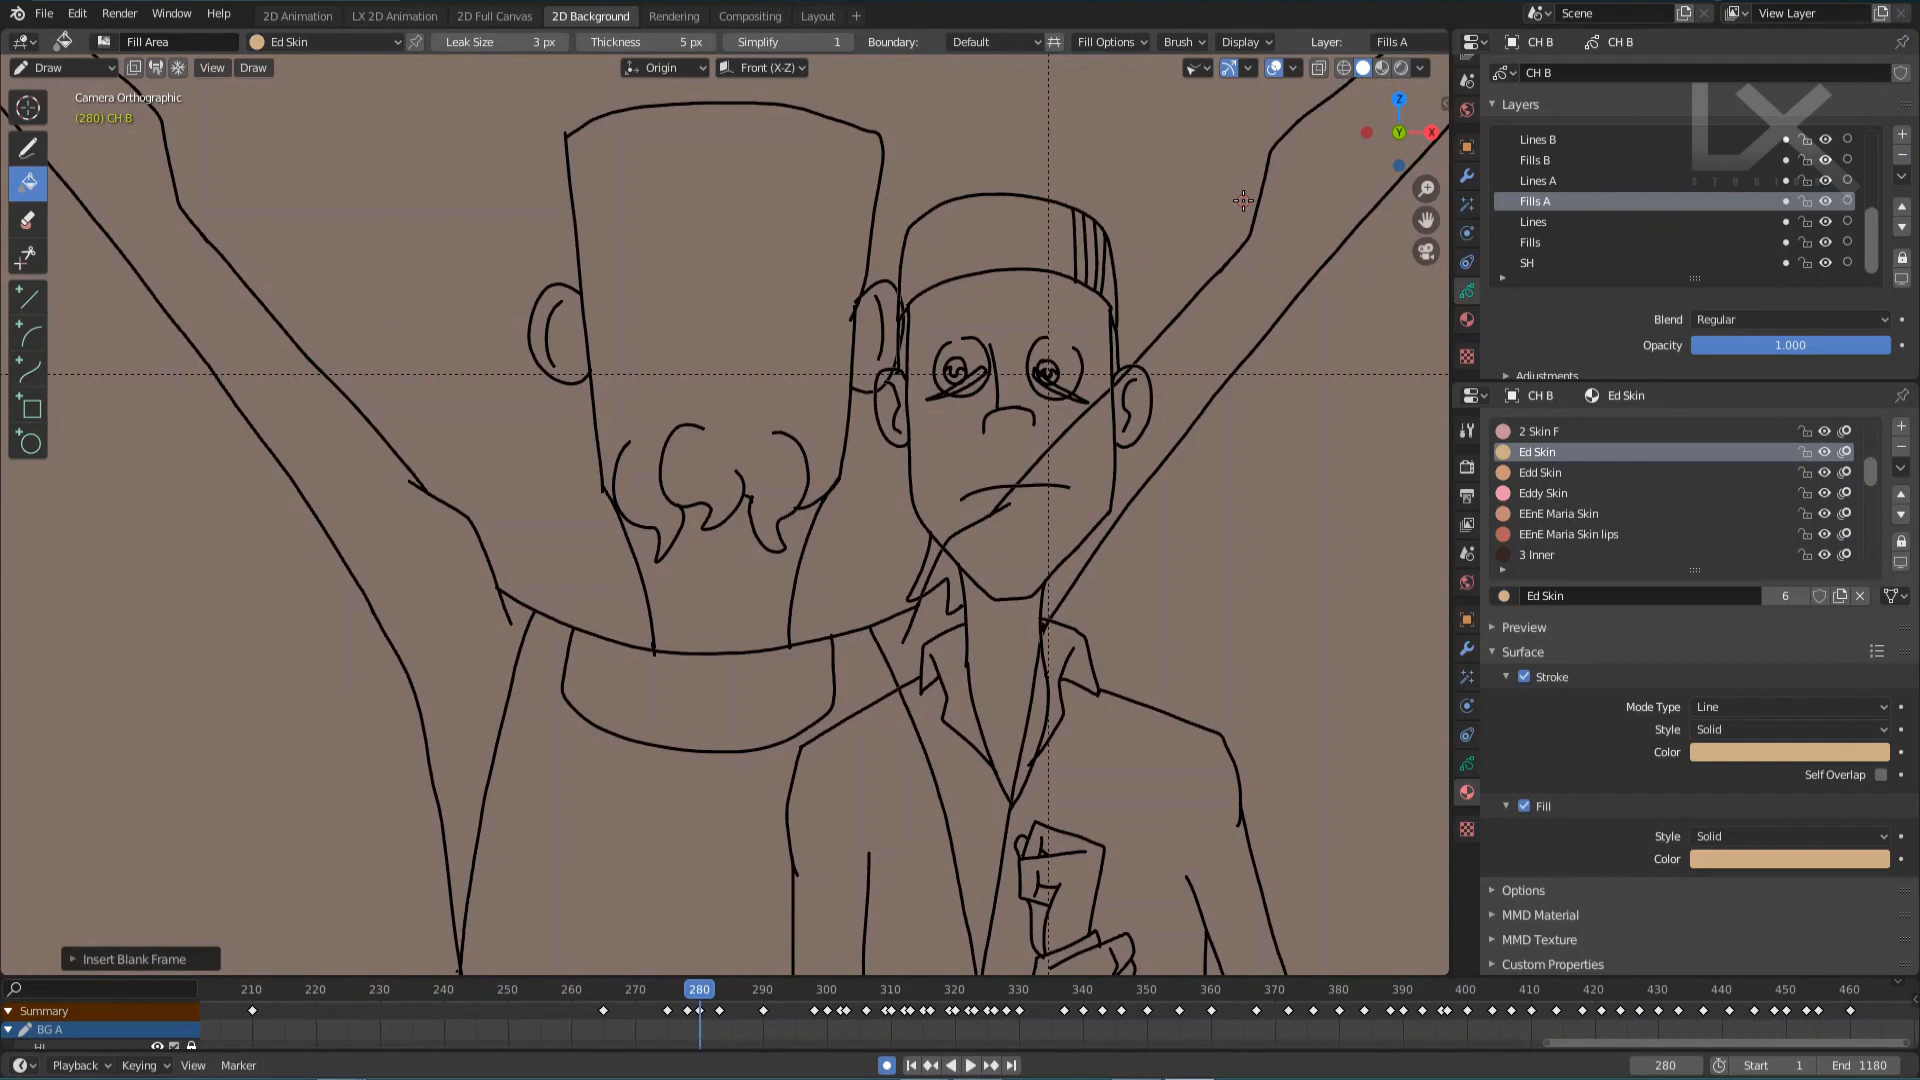 File Edit Render Window Help 2D Animation LX 2D Animation 2D Full Canvas 2D Background Rendering Compositing Layout + Scene View Layer
Fill Area Ed Skin Leak Size 3 px Thickness 5 px Simplify 1 Boundary: Default Fill Options Brush Display Layer: Fills A CH B CH B
Draw View Draw Origin Front (X-Z) CH B
Camera Orthographic
(280) CH B
Z
Y X
Layers
LX
Lines B
Fills B
Lines A
Fills A
Lines
Fills
SH
Blend Regular
Opacity 1.000
Adjustments
CH B Ed Skin
2 Skin F
Ed Skin
Edd Skin
Eddy Skin
EEnE Maria Skin
EEnE Maria Skin lips
3 Inner
Ed Skin 6
Preview
Surface
Stroke
Mode Type Line
Style Solid
Color
Self Overlap
Fill
Style Solid
Color
Options
MMD Material
MMD Texture
Custom Properties
Insert Blank Frame
210 220 230 240 250 260 270 280 290 300 310 320 330 340 350 360 370 380 390 400 410 420 430 440 450 460
Summary
BG A
HI
Playback Keying View Marker 280 Start 1 End 1180